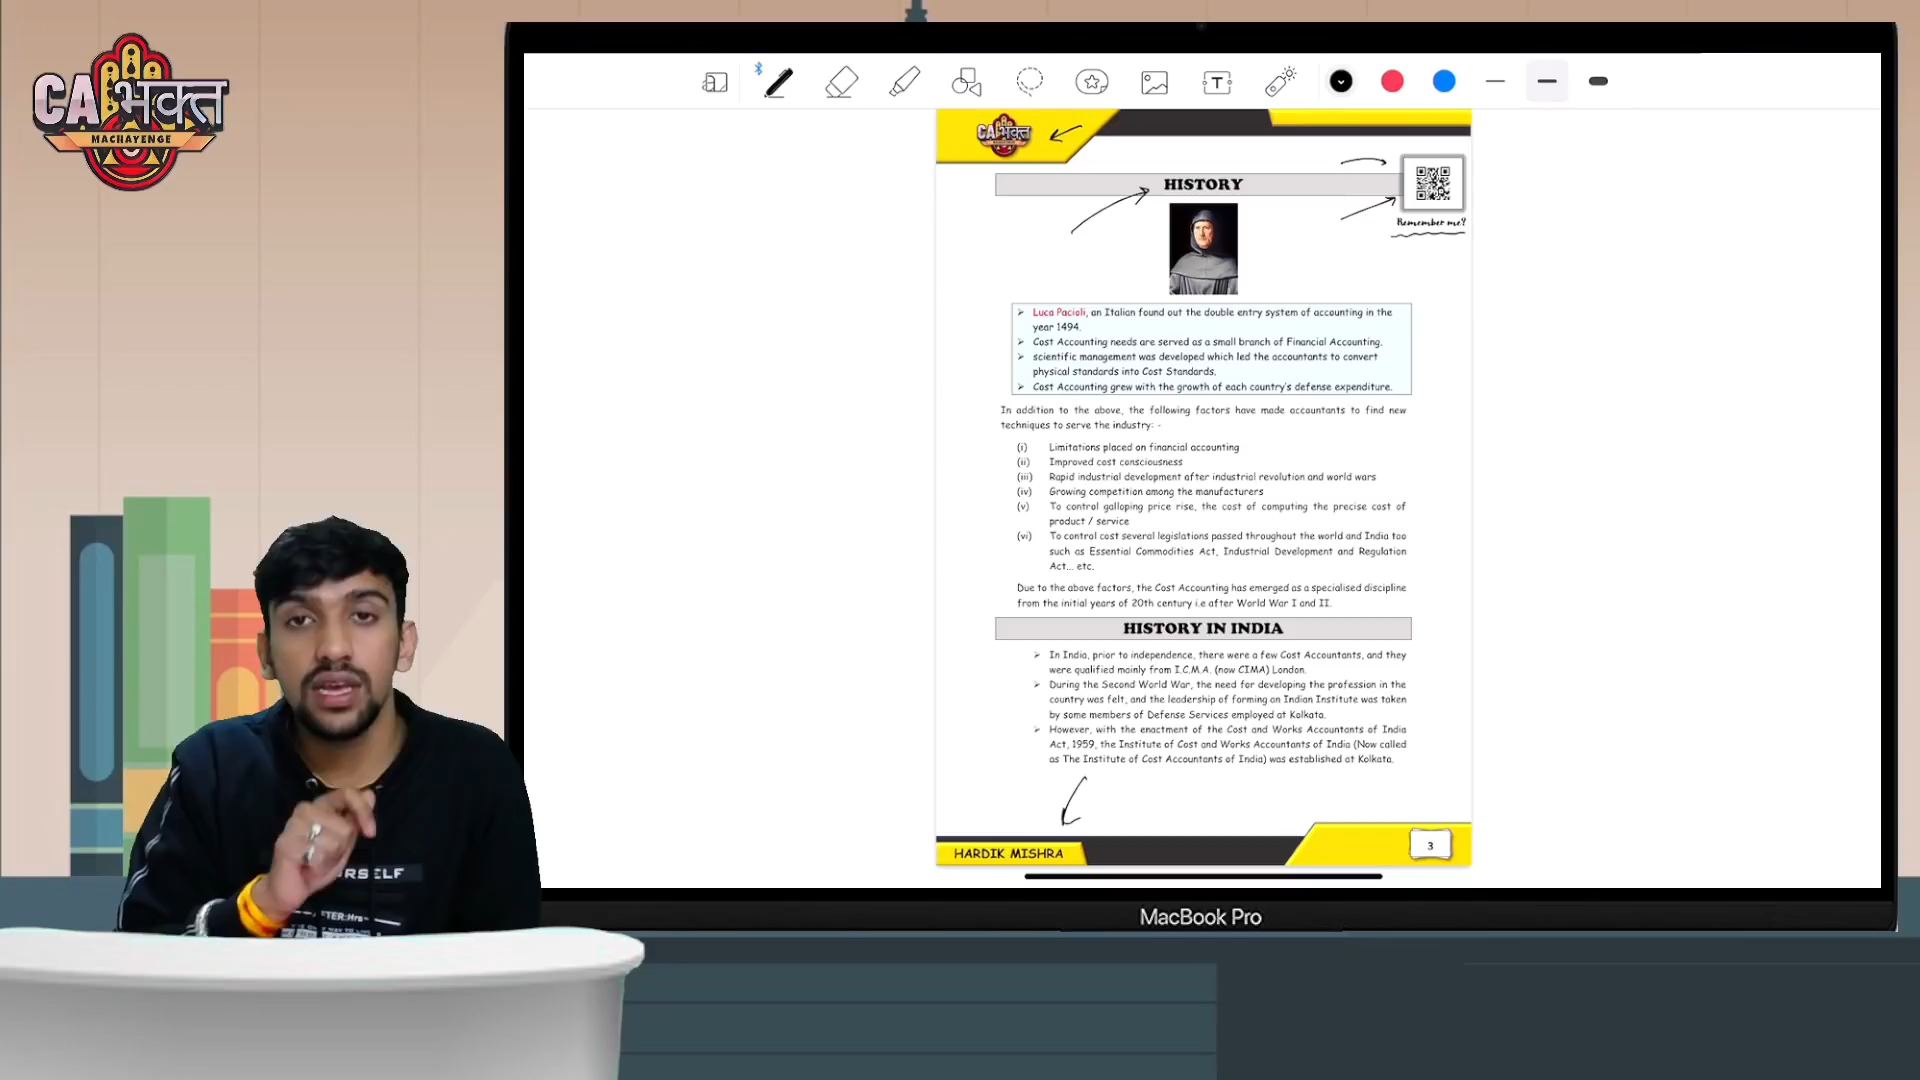 CA भक्त
MACHAYENGE
CA भक्त
HISTORY
Remember me?
➢ Luca Pacioli, an Italian found out the double entry system of accounting in the
year 1494.
➢ Cost Accounting needs are served as a small branch of Financial Accounting.
➢ scientific management was developed which led the accountants to convert
physical standards into Cost Standards.
➢ Cost Accounting grew with the growth of each country's defense expenditure.
In addition to the above, the following factors have made accountants to find new
techniques to serve the industry: -
(i) Limitations placed on financial accounting
(ii) Improved cost consciousness
(iii) Rapid industrial development after industrial revolution and world wars
(iv) Growing competition among the manufacturers
(v) To control galloping price rise, the cost of computing the precise cost of
product / service
(vi) To control cost several legislations passed throughout the world and India too
such as Essential Commodities Act, Industrial Development and Regulation
Act... etc.
Due to the above factors, the Cost Accounting has emerged as a specialised discipline
from the initial years of 20th century i.e after World War I and II.
HISTORY IN INDIA
➢ In India, prior to independence, there were a few Cost Accountants, and they
were qualified mainly from I.C.M.A. (now CIMA) London.
➢ During the Second World War, the need for developing the profession in the
country was felt, and the leadership of forming an Indian Institute was taken
by some members of Defense Services employed at Kolkata.
➢ However, with the enactment of the Cost and Works Accountants of India
Act, 1959, the Institute of Cost and Works Accountants of India (Now called
as The Institute of Cost Accountants of India) was established at Kolkata.
HARDIK MISHRA
3
MacBook Pro
RSELF
TER:Hrs